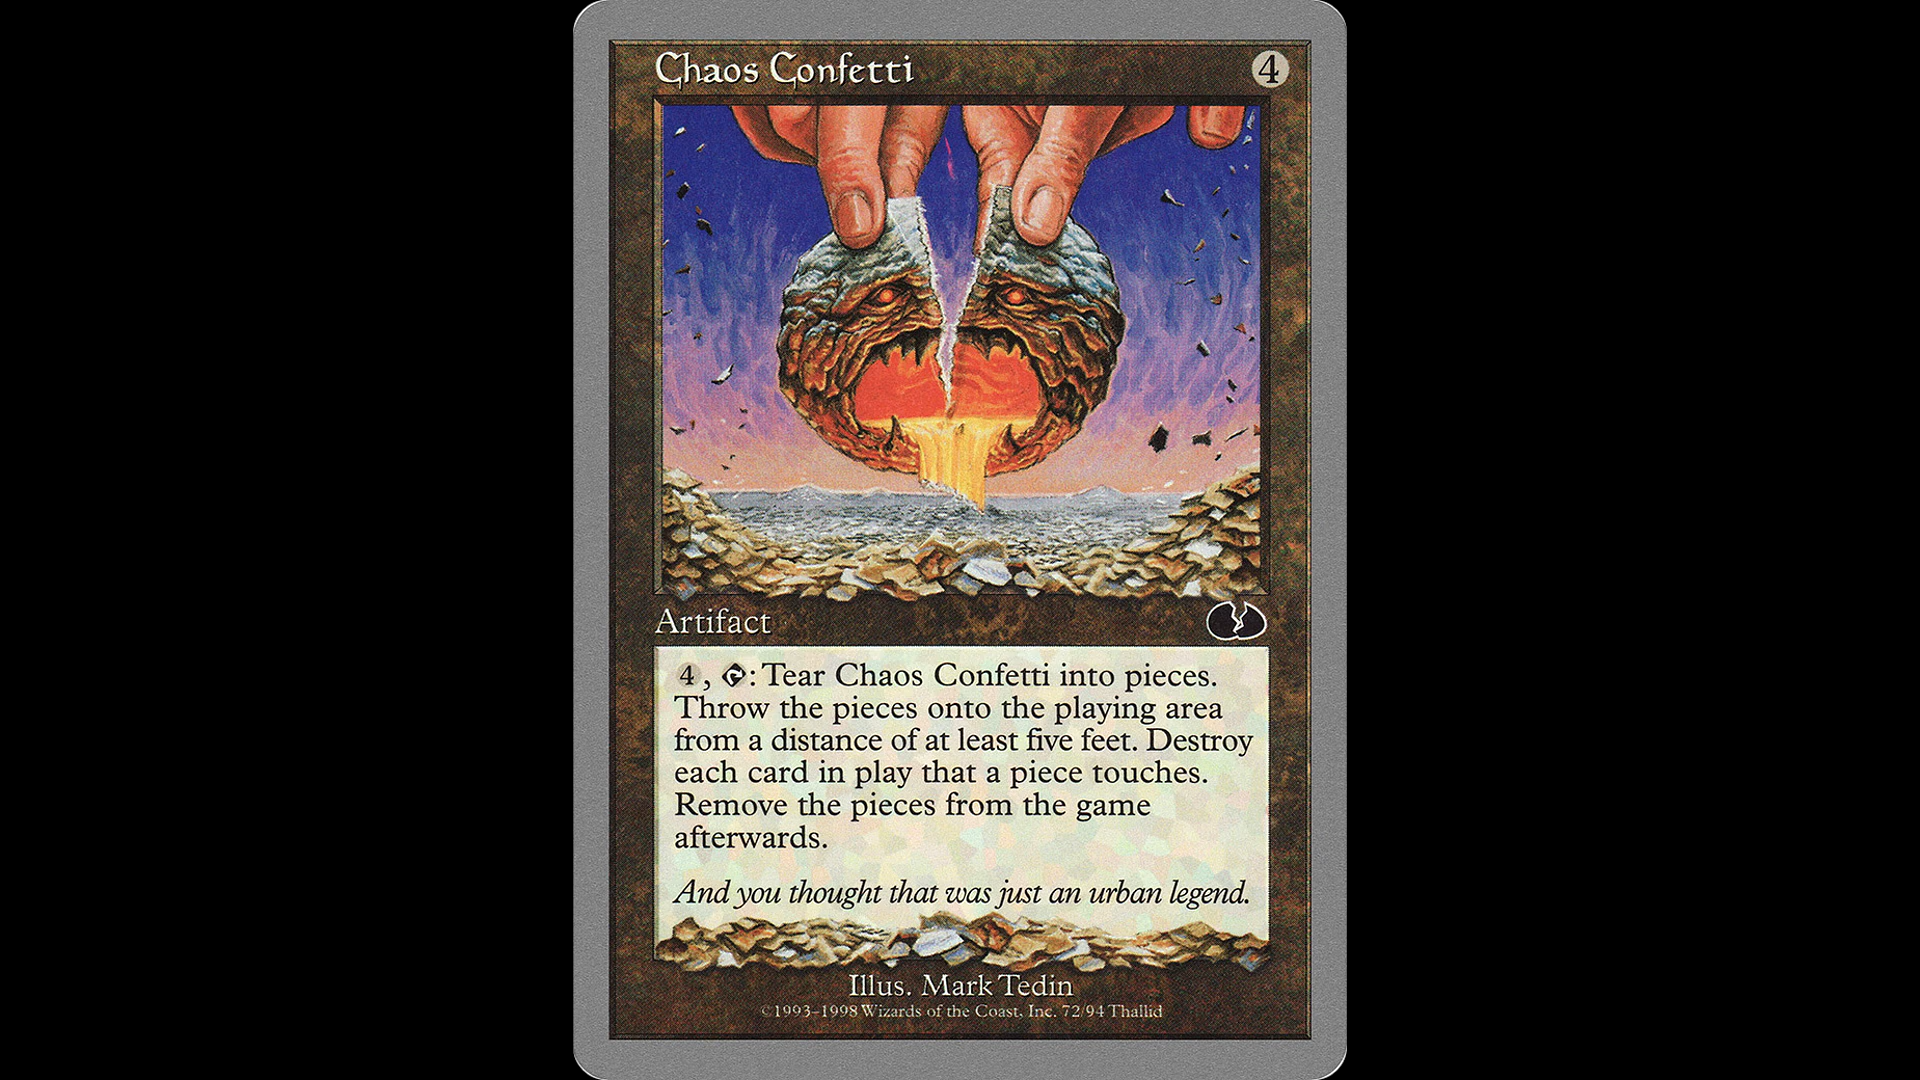 Chaos Confetti 4
Artifact
4, : Tear Chaos Confetti into pieces.
Throw the pieces onto the playing area
from a distance of at least five feet. Destroy
each card in play that a piece touches.
Remove the pieces from the game
afterwards.
And you thought that was just an urban legend.
Illus. Mark Tedin
©1993–1998 Wizards of the Coast, Inc. 72/94 Thallid